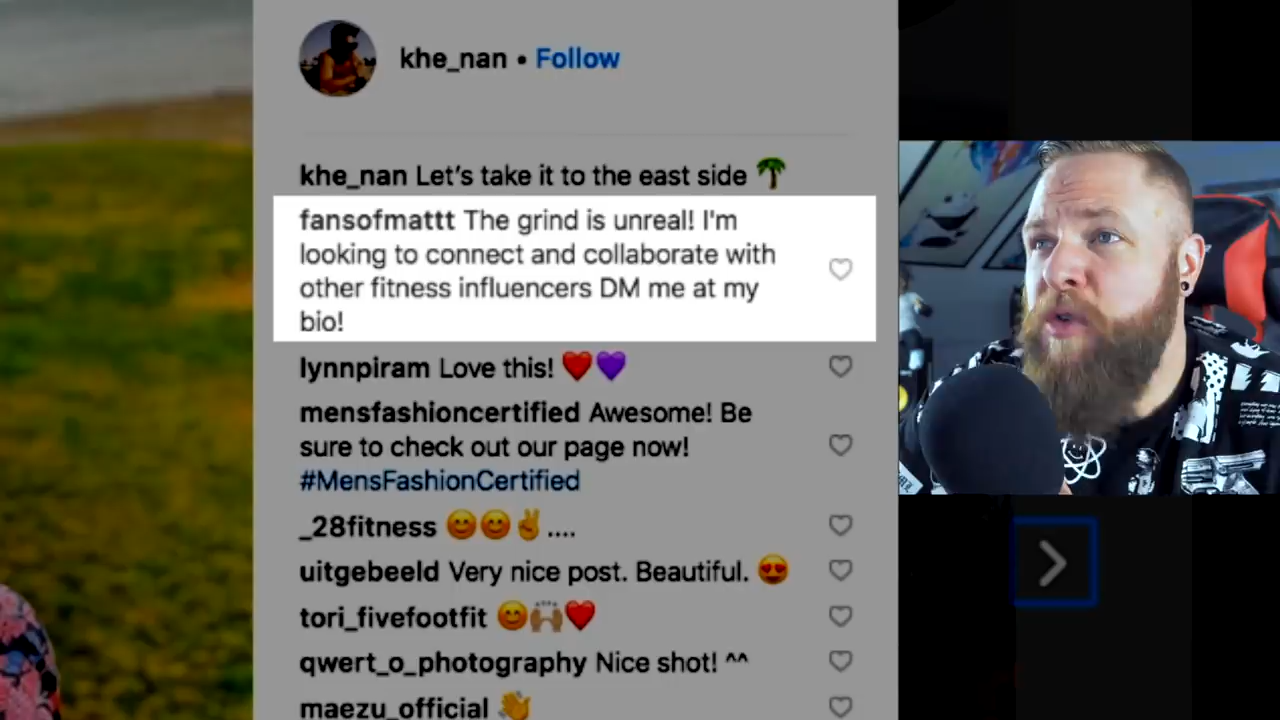 khe_nan • Follow
khe_nan Let's take it to the east side 🌴
fansofmattt The grind is unreal! I'm
looking to connect and collaborate with
other fitness influencers DM me at my
bio!
lynnpiram Love this! ❤️💜
mensfashioncertified Awesome! Be
sure to check out our page now!
#MensFashionCertified
_28fitness 😊😊✌️....
uitgebeeld Very nice post. Beautiful. 😍
tori_fivefootfit 😊🙌🏽❤️
qwert_o_photography Nice shot! ^^
maezu_official 👏